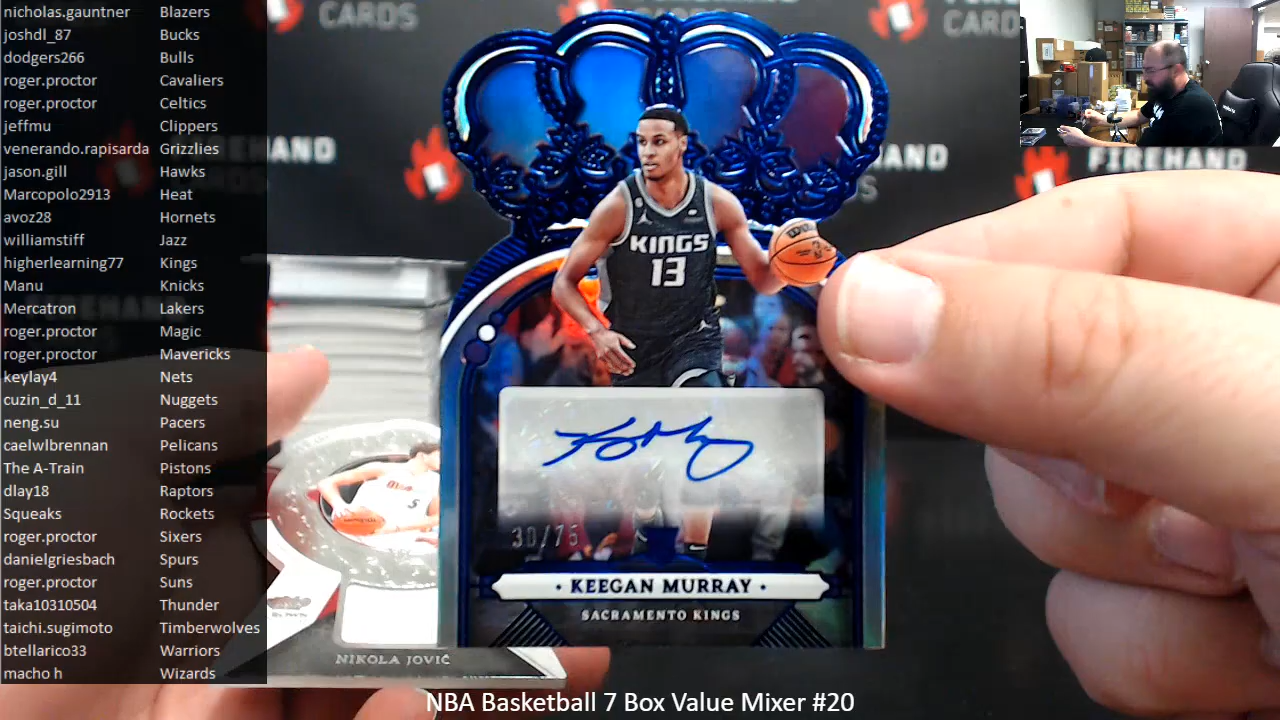 nicholas.gauntner Blazers
joshdl_87 Bucks
dodgers266 Bulls
roger.proctor Cavaliers
roger.proctor Celtics
jeffmu Clippers
venerando.rapisarda Grizzlies
jason.gill Hawks
Marcopolo2913 Heat
avoz28 Hornets
williamstiff Jazz
higherlearning77 Kings
Manu Knicks
Mercatron Lakers
roger.proctor Magic
roger.proctor Mavericks
keylay4 Nets
cuzin_d_11 Nuggets
neng.su Pacers
caelwlbrennan Pelicans
The A-Train Pistons
dlay18 Raptors
Squeaks Rockets
roger.proctor Sixers
danielgriesbach Spurs
roger.proctor Suns
taka10310504 Thunder
taichi.sugimoto Timberwolves
btellarico33 Warriors
macho h Wizards
CARDS
FIREHAND
KINGS
13
30/75
· KEEGAN MURRAY ·
SACRAMENTO KINGS
NIKOLA JOVIĆ
NBA Basketball 7 Box Value Mixer #20